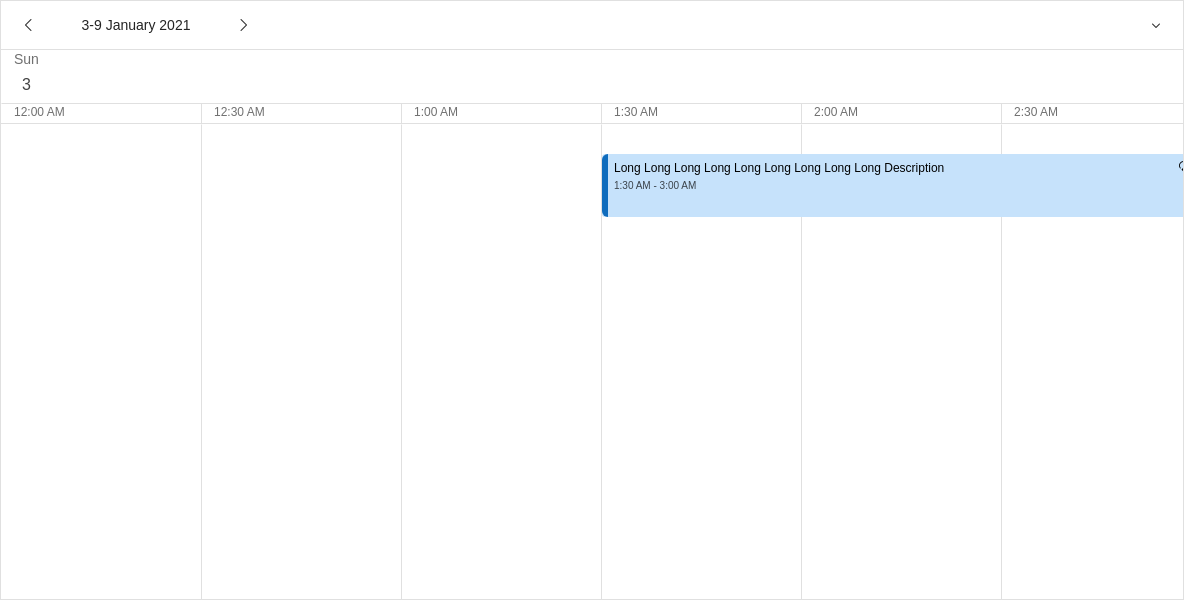 3-9 January 2021
Sun
3
12:00 AM
12:30 AM
1:00 AM
1:30 AM
2:00 AM
2:30 AM
Long Long Long Long Long Long Long Long Long Description
1:30 AM - 3:00 AM